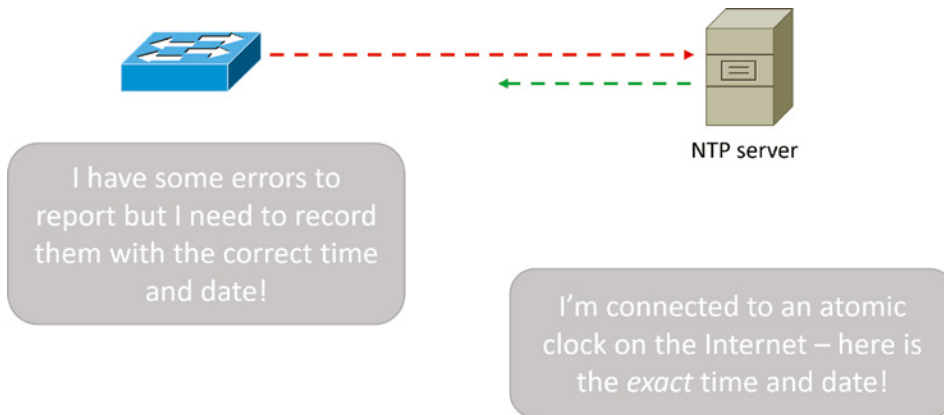 NTP server
I have some errors to
report but I need to record
them with the correct time
and date!
I’m connected to an atomic
clock on the Internet – here is
the exact time and date!